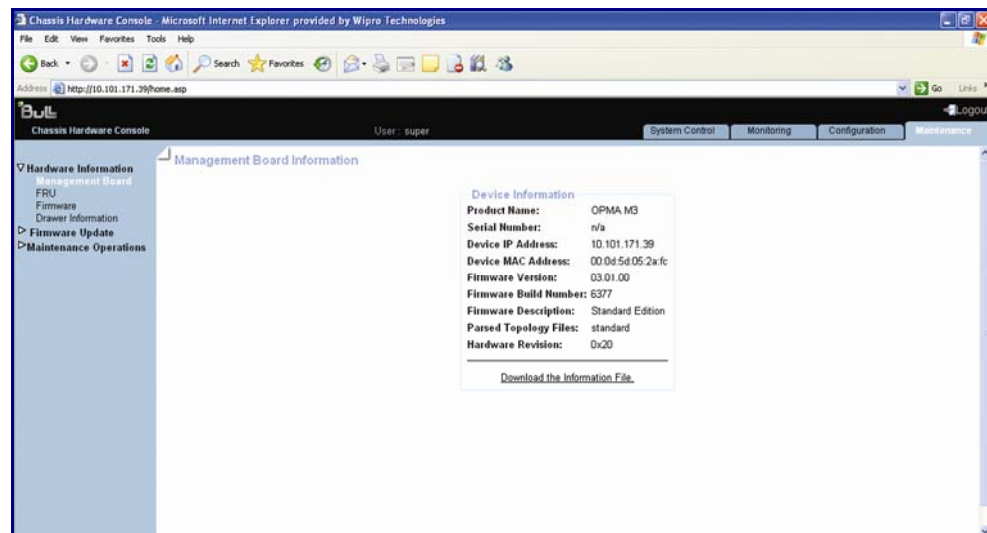 Chassis Hardware Console - Microsoft Internet Explorer provided by Wipro Technologies
File Edit View Favorites Tools Help
Back Search Favorites
Address http://10.101.171.39/home.asp Go Links
Bull Logou
Chassis Hardware Console User : super System Control Monitoring Configuration Maintenance
Hardware Information
Management Board
FRU
Firmware
Drawer Information
Firmware Update
Maintenance Operations
Management Board Information
Device Information
Product Name: OPMA M3
Serial Number: n/a
Device IP Address: 10.101.171.39
Device MAC Address: 00:0d:5d:05:2a:fc
Firmware Version: 03.01.00
Firmware Build Number: 6377
Firmware Description: Standard Edition
Parsed Topology Files: standard
Hardware Revision: 0x20
Download the Information File.